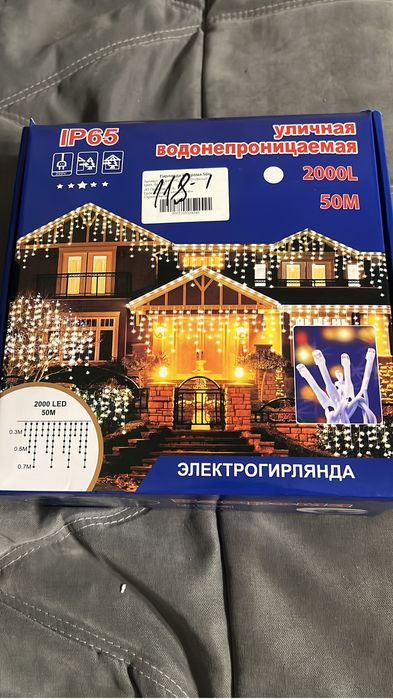 IP65
уличная
водонепроницаемая
2000L
50M
118-1
2000 LED
50M
0.3M
0.5M
0.7M
ЭЛЕКТРОГИРЛЯНДА